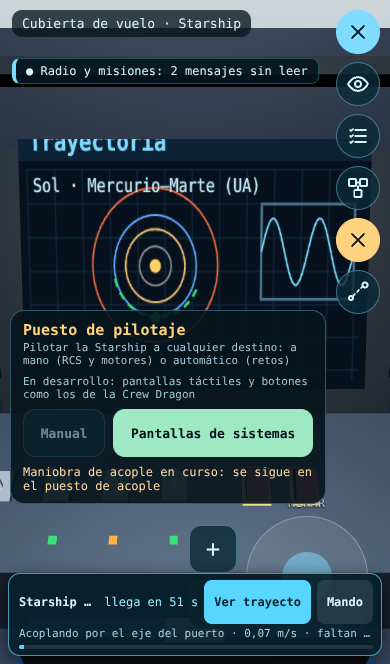 Cubierta de vuelo · Starship
● Radio y misiones: 2 mensajes sin leer
Trayectoria
Sol · Mercurio—Marte (UA)
Puesto de pilotaje
Pilotar la Starship a cualquier destino: a
mano (RCS y motores) o automático (retos)
En desarrollo: pantallas táctiles y botones
como los de la Crew Dragon
Manual
Pantallas de sistemas
Maniobra de acople en curso: se sigue en
el puesto de acople
+
Starship … llega en 51 s
Ver trayecto
Mando
Acoplando por el eje del puerto · 0,07 m/s · faltan …